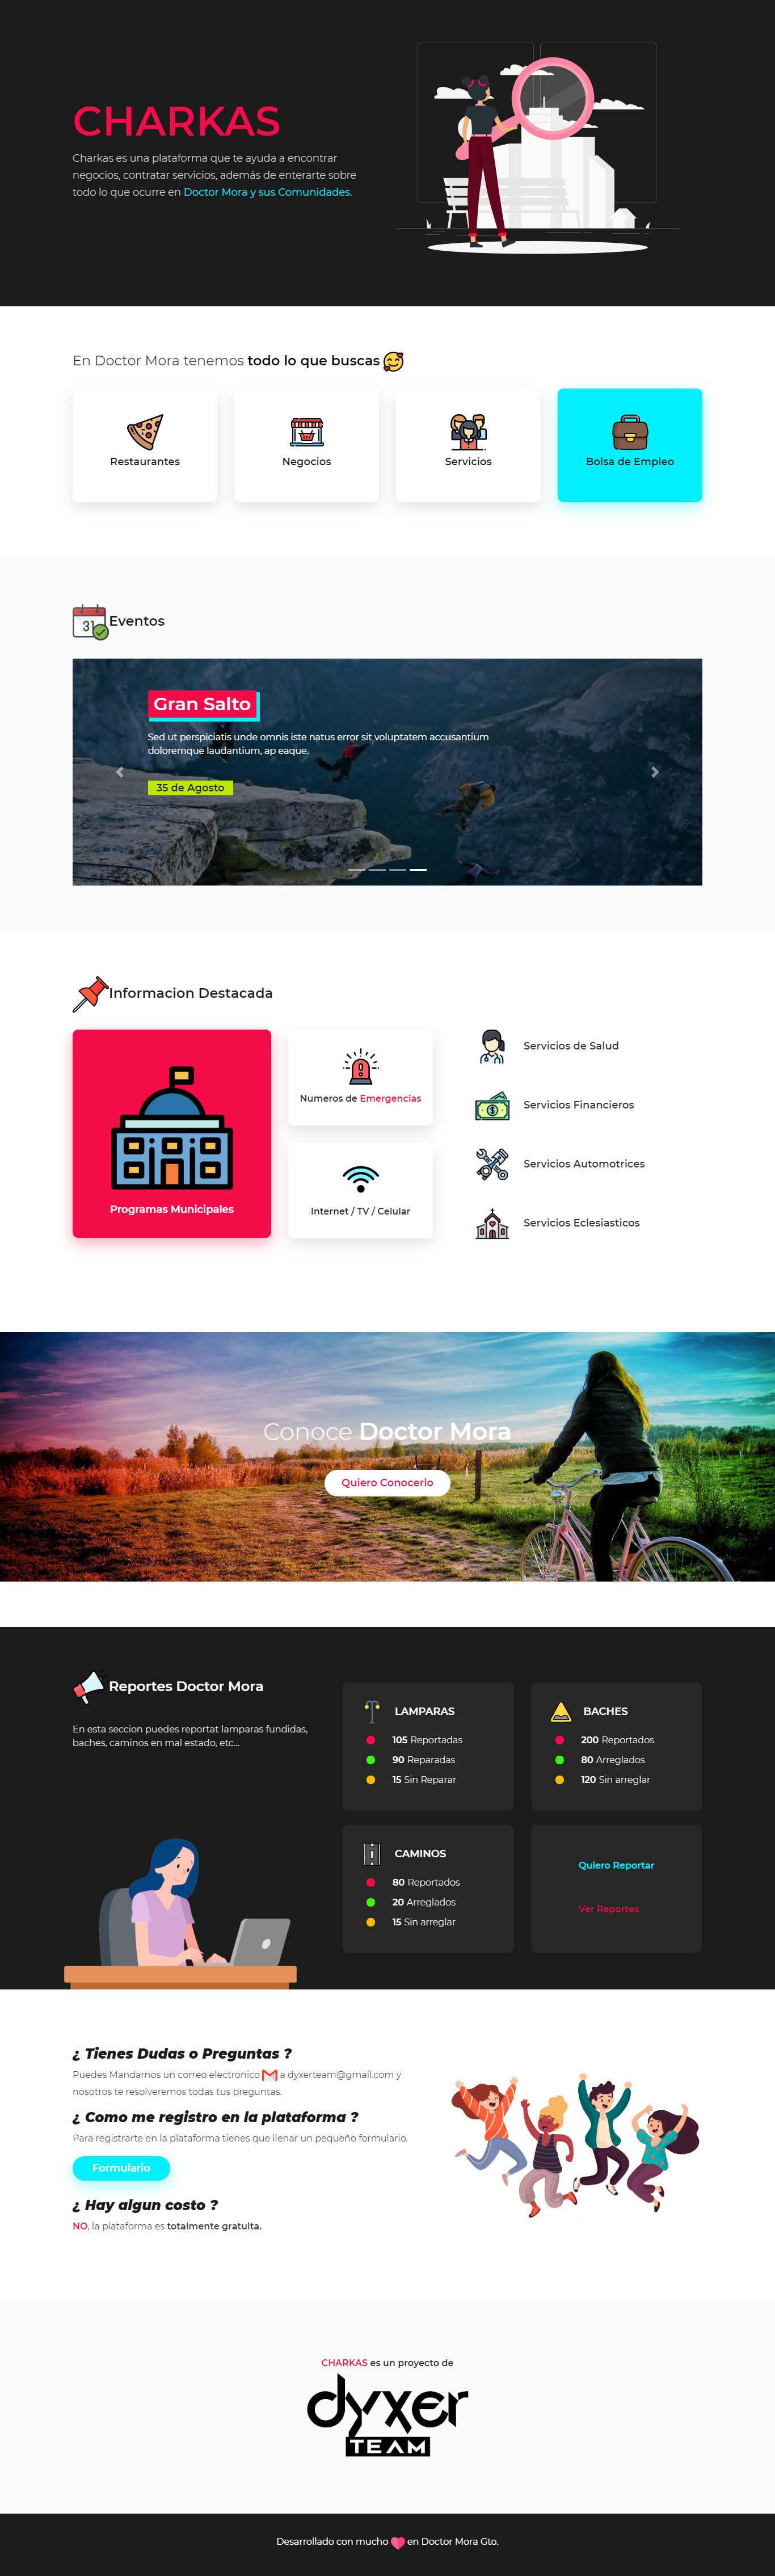 CHARKAS
Charkas es una plataforma que te ayuda a encontrar
negocios, contratar servicios, además de enterarte sobre
todo lo que ocurre en Doctor Mora y sus Comunidades.
En Doctor Mora tenemos todo lo que buscas
Restaurantes
Negocios
Servicios
Bolsa de Empleo
31
Eventos
Gran Salto
Sed ut perspiciatis unde omnis iste natus error sit voluptatem accusantium
doloremque laudantium, ap eaque.
35 de Agosto
Informacion Destacada
Programas Municipales
Numeros de Emergencias
Internet / TV / Celular
Servicios de Salud
Servicios Financieros
Servicios Automotrices
Servicios Eclesiasticos
Conoce Doctor Mora
Quiero Conocerlo
Reportes Doctor Mora
En esta seccion puedes reportat lamparas fundidas,
baches, caminos en mal estado, etc...
LAMPARAS
105 Reportadas
90 Reparadas
15 Sin Reparar
BACHES
200 Reportados
80 Arreglados
120 Sin arreglar
CAMINOS
80 Reportados
20 Arreglados
15 Sin arreglar
Quiero Reportar
Ver Reportes
¿ Tienes Dudas o Preguntas ?
Puedes Mandarnos un correo electronico a dyxerteam@gmail.com y
nosotros te resolveremos todas tus preguntas.
¿ Como me registro en la plataforma ?
Para registrarte en la plataforma tienes que llenar un pequeño formulario.
Formulario
¿ Hay algun costo ?
NO, la plataforma es totalmente gratuita.
CHARKAS es un proyecto de
dyxer
TEAM
Desarrollado con mucho en Doctor Mora Gto.